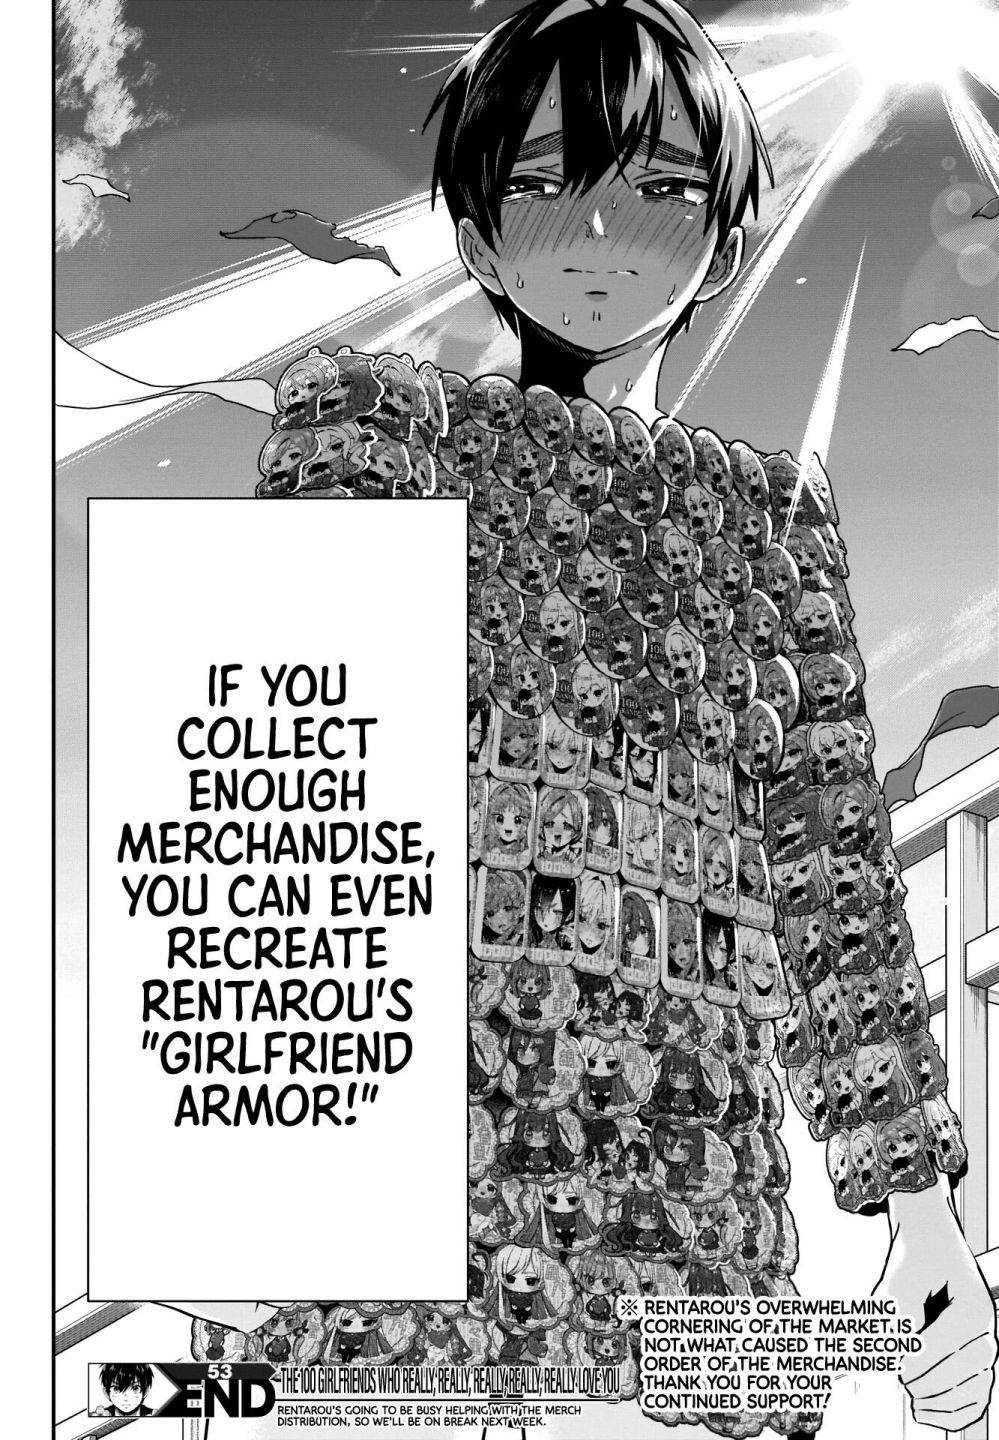 IF YOU
COLLECT
ENOUGH
MERCHANDISE,
YOU CAN EVEN
RECREATE
RENTAROU'S
"GIRLFRIEND
ARMOR!"
※ RENTAROU'S OVERWHELMING
CORNERING OF THE MARKET IS
NOT WHAT CAUSED THE SECOND
ORDER OF THE MERCHANDISE!
THANK YOU FOR YOUR
CONTINUED SUPPORT!
53
END
THE 100 GIRLFRIENDS WHO REALLY, REALLY, REALLY, REALLY, REALLY LOVE YOU
RENTAROU'S GOING TO BE BUSY HELPING WITH THE MERCH
DISTRIBUTION, SO WE'LL BE ON BREAK NEXT WEEK.